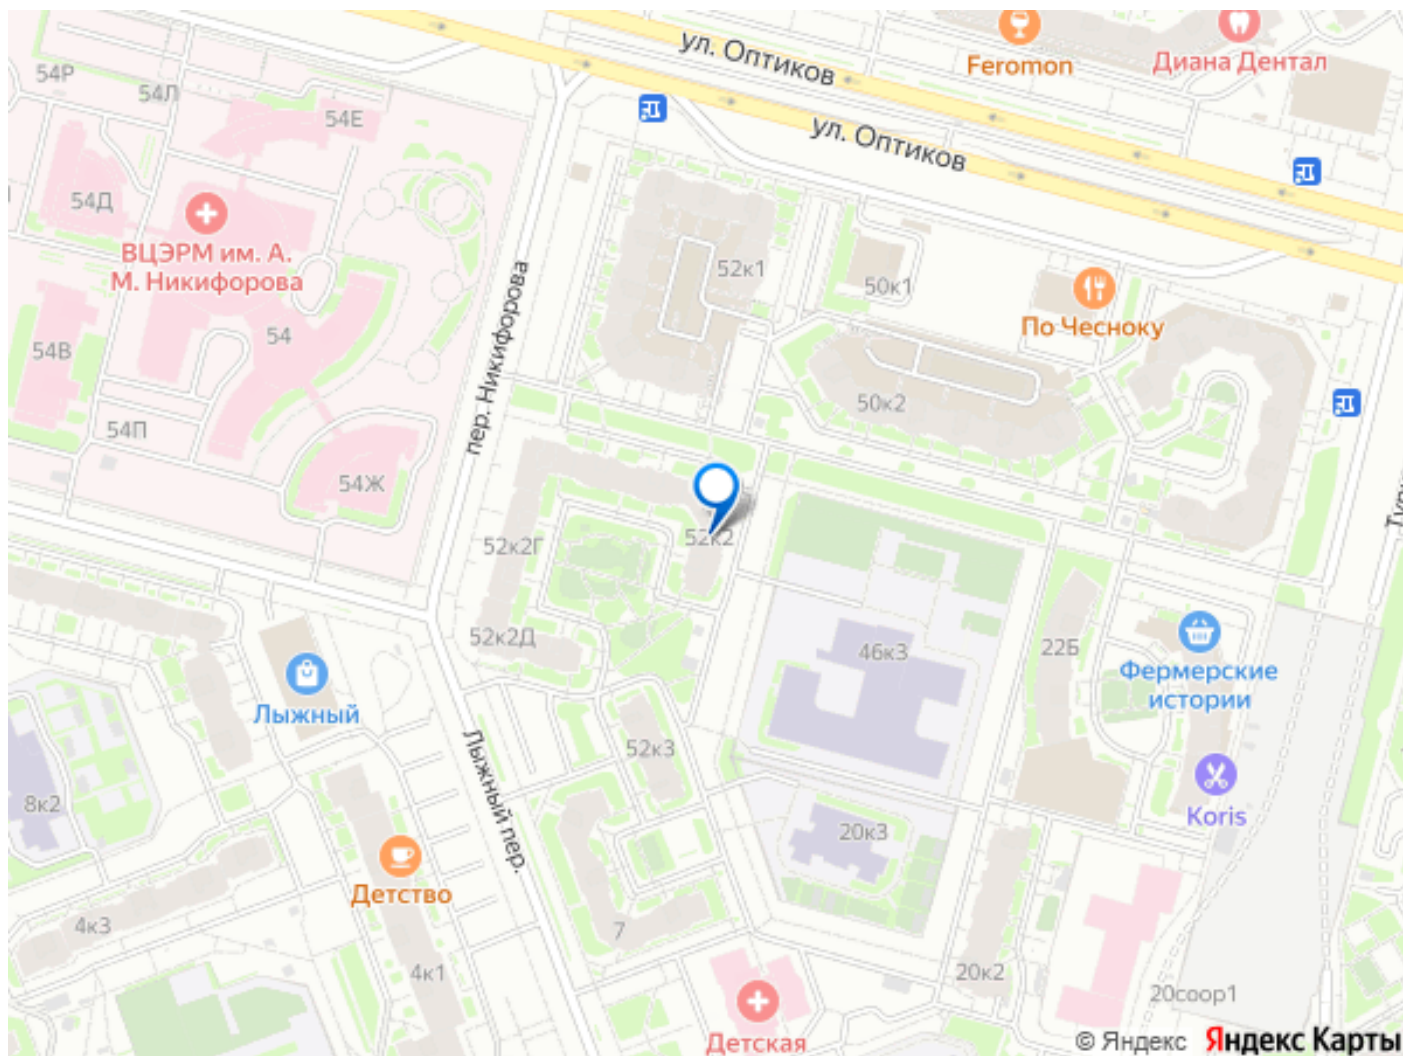 ул. Оптиков
Feromon
Диана Дентал
54Р
54Л
54Е
ул. Оптиков
54Д
ВЦЭРМ им. А.
М. Никифорова
пер. Никифорова
52к1
50к1
По Чесноку
54
54В
50к2
54П
54Ж
52к2Г
52к2
52к2Д
46к3
22Б
Фермерские
истории
Лыжный
52к3
Лыжный пер.
8к2
20к3
Koris
Детство
4к3
7
4к1
20к2
20соор1
Детская
© Яндекс Яндекс Карты